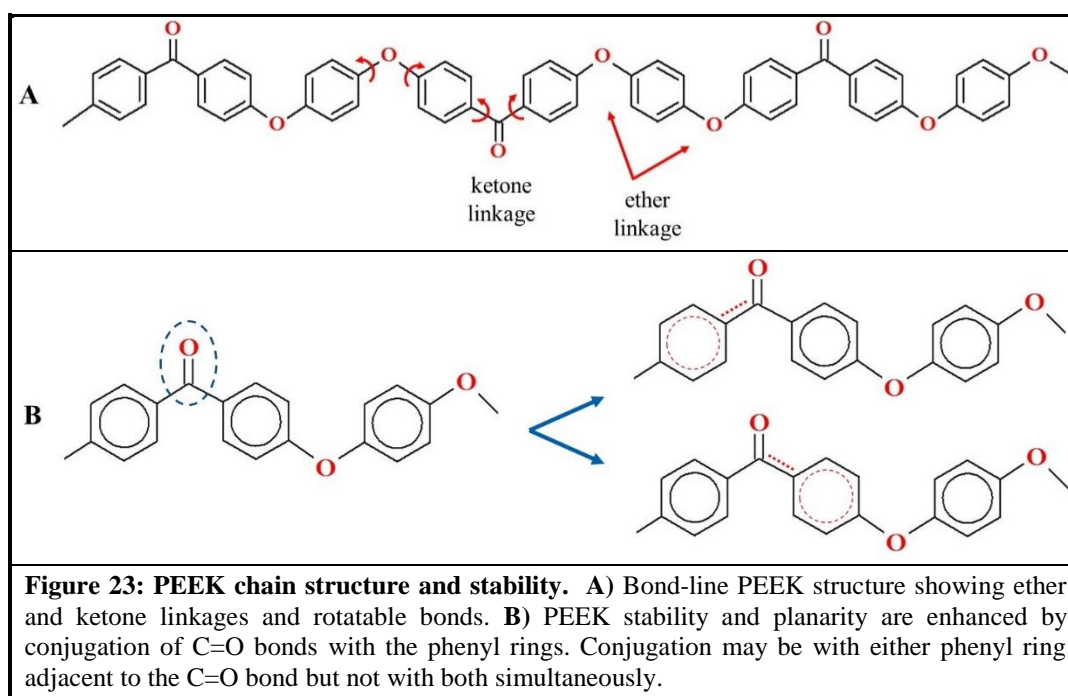 A
O
O
O
O
O
O
O
O
O
ketone
linkage
ether
linkage
B
O
O
O
O
O
O
O
O
O
Figure 23: PEEK chain structure and stability. A) Bond-line PEEK structure showing ether
and ketone linkages and rotatable bonds. B) PEEK stability and planarity are enhanced by
conjugation of C=O bonds with the phenyl rings. Conjugation may be with either phenyl ring
adjacent to the C=O bond but not with both simultaneously.